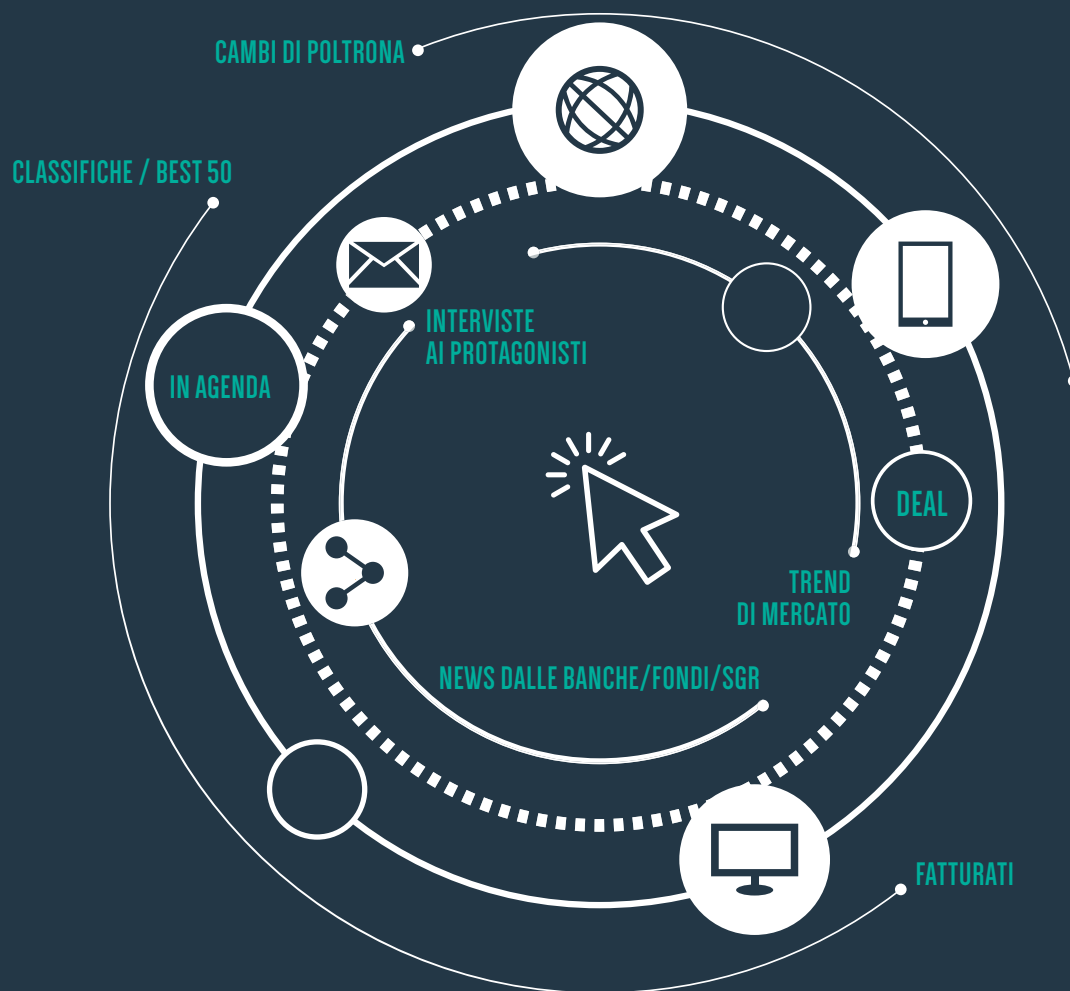 CAMBI DI POLTRONA
CLASSIFICHE / BEST 50
INTERVISTE
AI PROTAGONISTI
IN AGENDA
DEAL
TREND
DI MERCATO
NEWS DALLE BANCHE/FONDI/SGR
FATTURATI